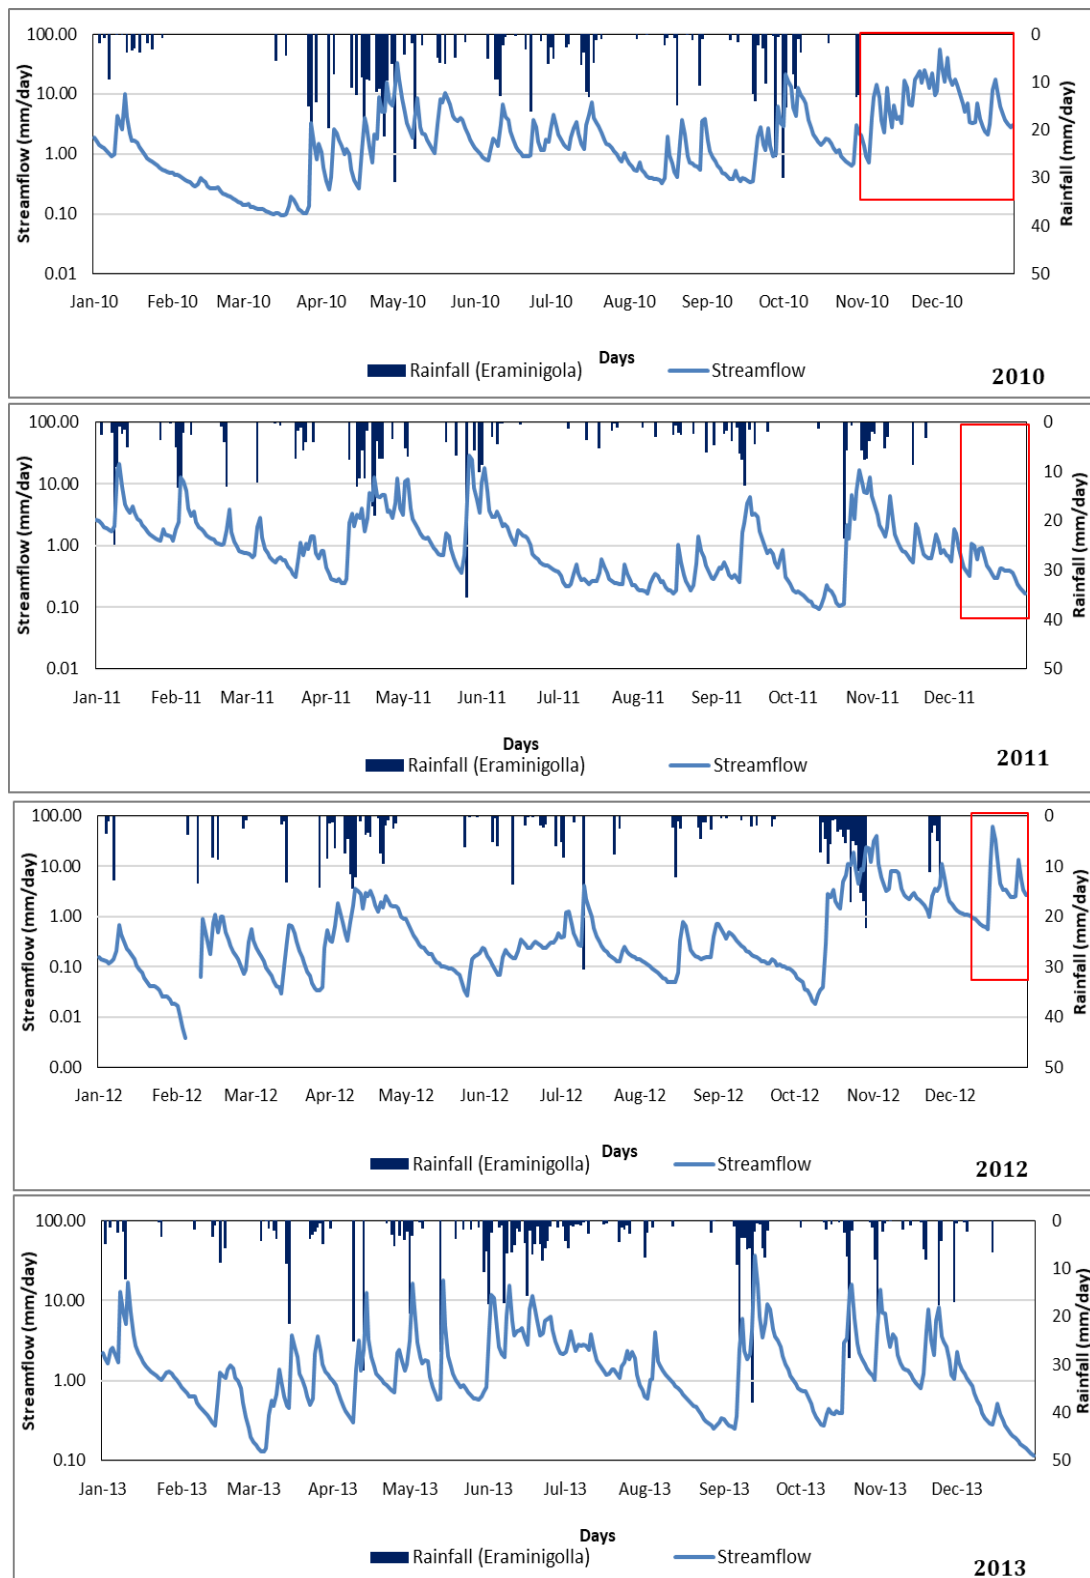 100.00
10.00
1.00
0.10
0.01
Streamflow (mm/day)
0
10
20
30
40
50
Rainfall (mm/day)
Jan-10 Feb-10 Mar-10 Apr-10 May-10 Jun-10 Jul-10 Aug-10 Sep-10 Oct-10 Nov-10 Dec-10
Days
Rainfall (Eraminigola) Streamflow
2010
100.00
10.00
1.00
0.10
0.01
Streamflow (mm/day)
0
10
20
30
40
50
Rainfall (mm/day)
Jan-11 Feb-11 Mar-11 Apr-11 May-11 Jun-11 Jul-11 Aug-11 Sep-11 Oct-11 Nov-11 Dec-11
Days
Rainfall (Eraminigolla) Streamflow
2011
100.00
10.00
1.00
0.10
0.01
0.00
Streamflow (mm/day)
0
10
20
30
40
50
Rainfall (mm/day)
Jan-12 Feb-12 Mar-12 Apr-12 May-12 Jun-12 Jul-12 Aug-12 Sep-12 Oct-12 Nov-12 Dec-12
Days
Rainfall (Eraminigolla) Streamflow
2012
100.00
10.00
1.00
0.10
Streamflow (mm/day)
0
10
20
30
40
50
Rainfall (mm/day)
Jan-13 Feb-13 Mar-13 Apr-13 May-13 Jun-13 Jul-13 Aug-13 Sep-13 Oct-13 Nov-13 Dec-13
Days
Rainfall (Eraminigolla) Streamflow
2013